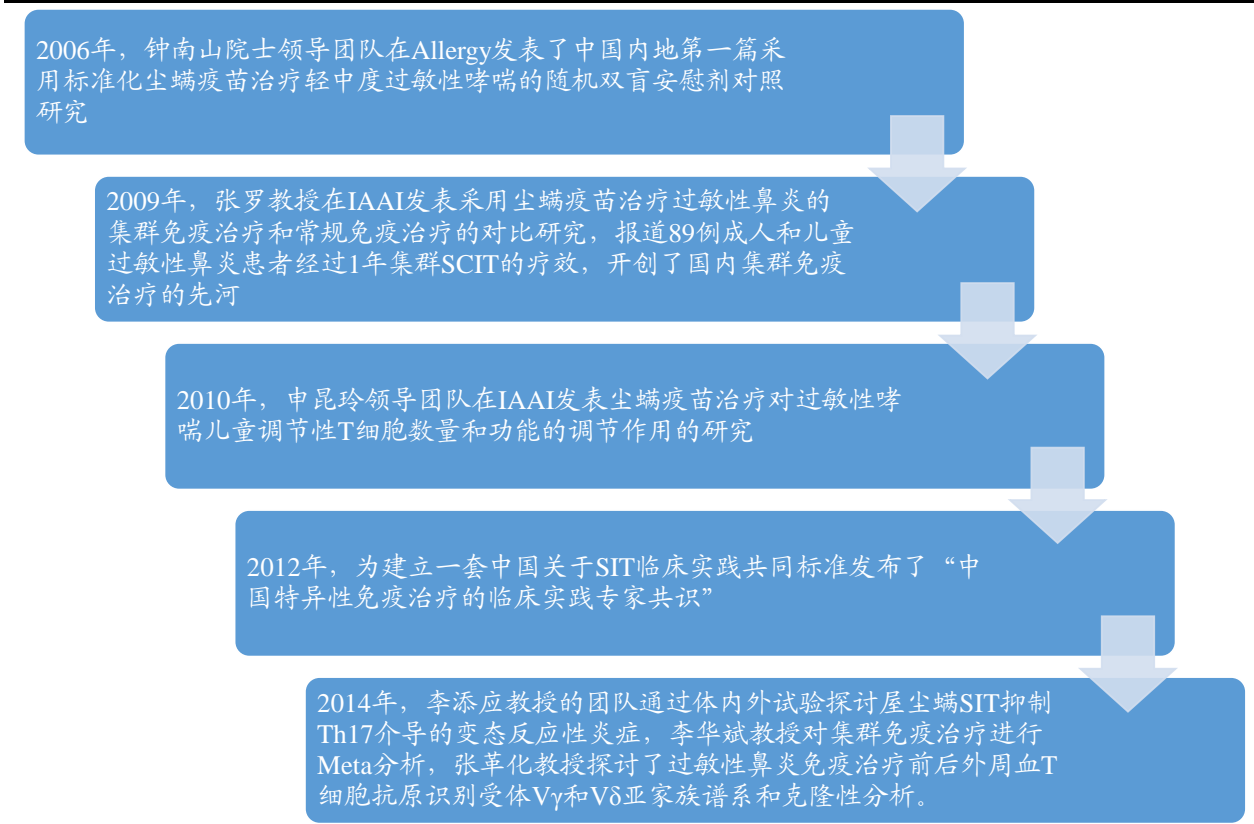 2006年，钟南山院士领导团队在Allergy发表了中国内地第一篇采
用标准化尘螨疫苗治疗轻中度过敏性哮喘的随机双盲安慰剂对照
研究
2009年，张罗教授在IAAI发表采用尘螨疫苗治疗过敏性鼻炎的
集群免疫治疗和常规免疫治疗的对比研究，报道89例成人和儿童
过敏性鼻炎患者经过1年集群SCIT的疗效，开创了国内集群免疫
治疗的先河
2010年，申昆玲领导团队在IAAI发表尘螨疫苗治疗对过敏性哮
喘儿童调节性T细胞数量和功能的调节作用的研究
2012年，为建立一套中国关于SIT临床实践共同标准发布了“中
国特异性免疫治疗的临床实践专家共识”
2014年，李添应教授的团队通过体内外试验探讨屋尘螨SIT抑制
Th17介导的变态反应性炎症，李华斌教授对集群免疫治疗进行
Meta分析，张革化教授探讨了过敏性鼻炎免疫治疗前后外周血T
细胞抗原识别受体Vγ和Vδ亚家族谱系和克隆性分析。